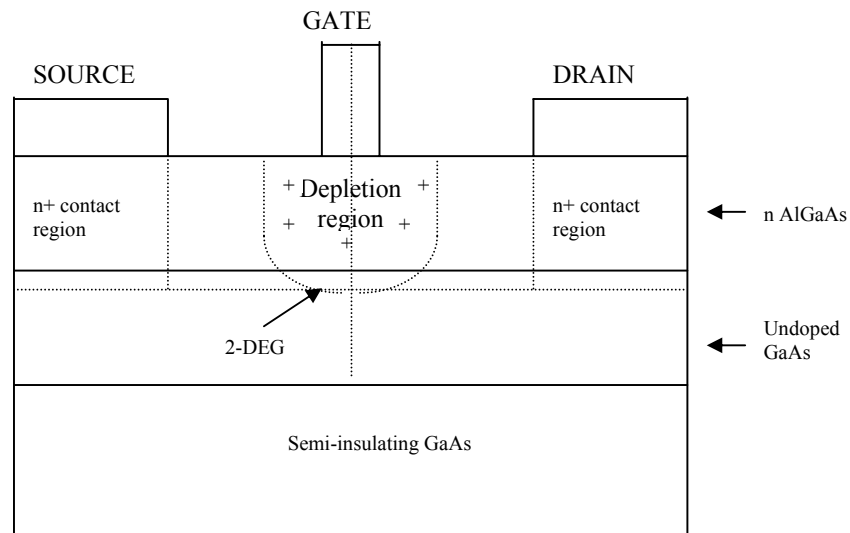 GATE
SOURCE
DRAIN
+ Depletion +
region
+ +
+
n+ contact
region
n+ contact
region
n AlGaAs
2-DEG
Undoped
GaAs
Semi-insulating GaAs